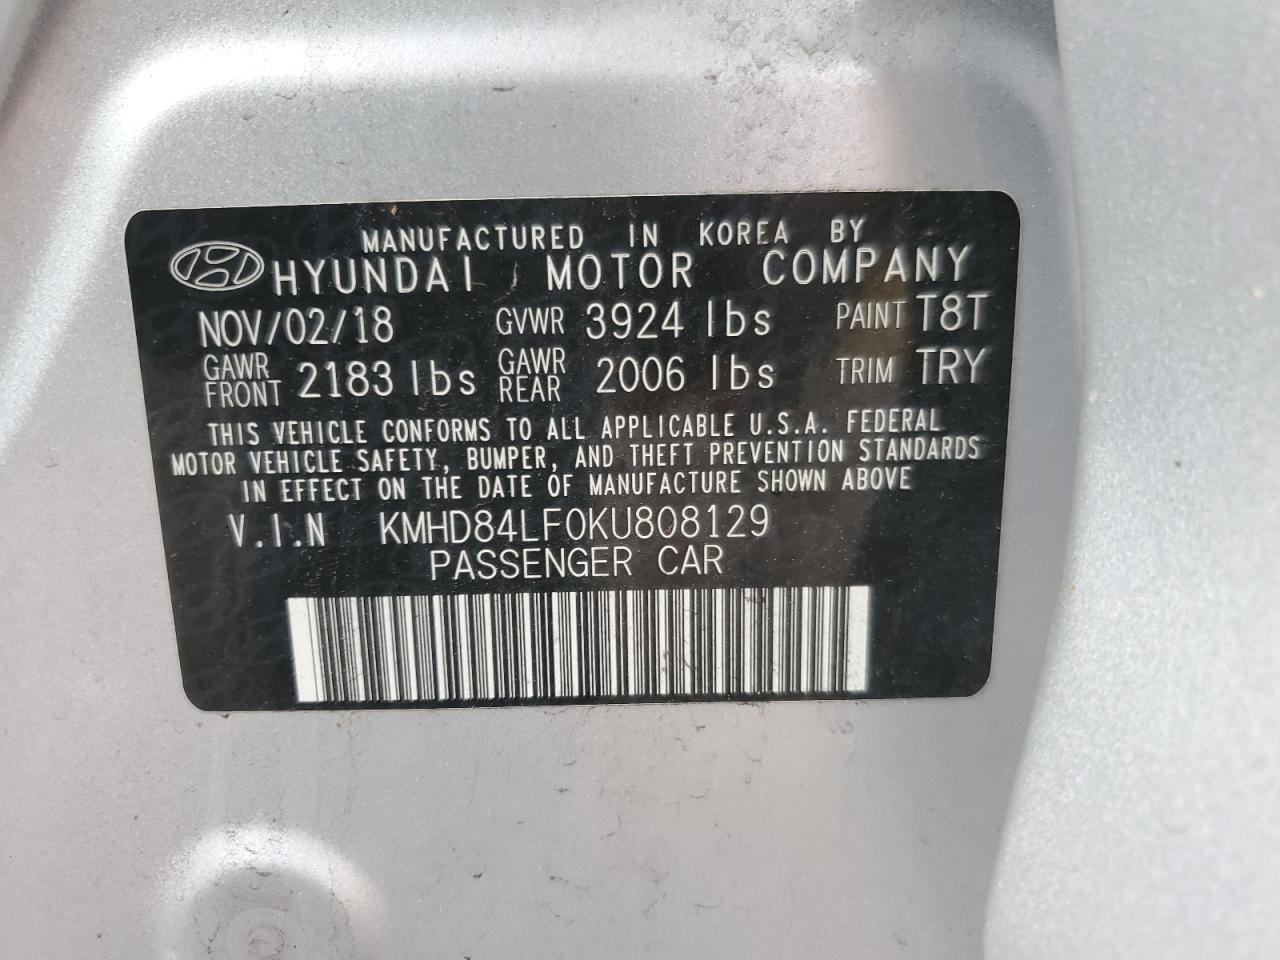 MANUFACTURED IN KOREA BY
HYUNDAI MOTOR COMPANY
NOV/02/18 GVWR 3924 lbs PAINT T8T
GAWR FRONT 2183 lbs GAWR REAR 2006 lbs TRIM TRY
THIS VEHICLE CONFORMS TO ALL APPLICABLE U.S.A. FEDERAL
MOTOR VEHICLE SAFETY, BUMPER, AND THEFT PREVENTION STANDARDS
IN EFFECT ON THE DATE OF MANUFACTURE SHOWN ABOVE
V.I.N KMHD84LF0KU808129
PASSENGER CAR